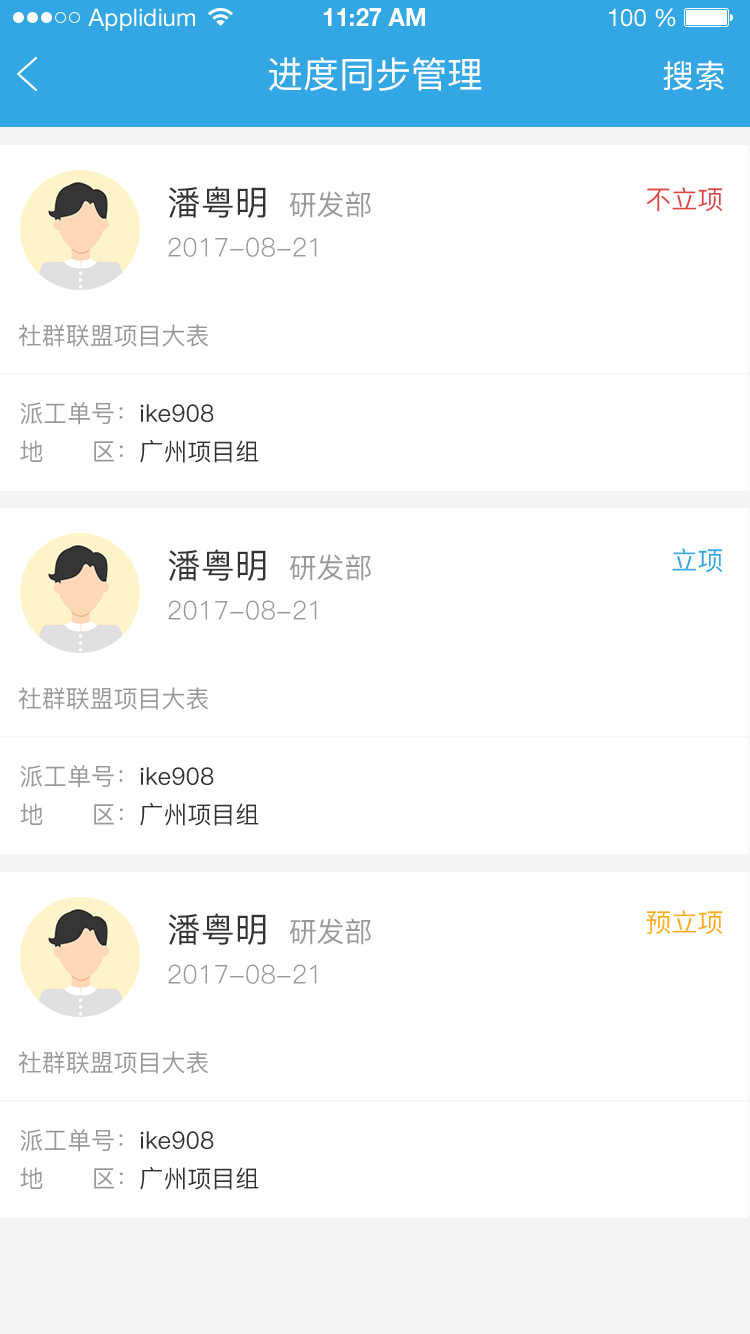 Applidium 11:27 AM 100 %
进度同步管理 搜索
潘粤明 研发部 不立项
2017-08-21
社群联盟项目大表
派工单号: ike908
地 区: 广州项目组
潘粤明 研发部 立项
2017-08-21
社群联盟项目大表
派工单号: ike908
地 区: 广州项目组
潘粤明 研发部 预立项
2017-08-21
社群联盟项目大表
派工单号: ike908
地 区: 广州项目组